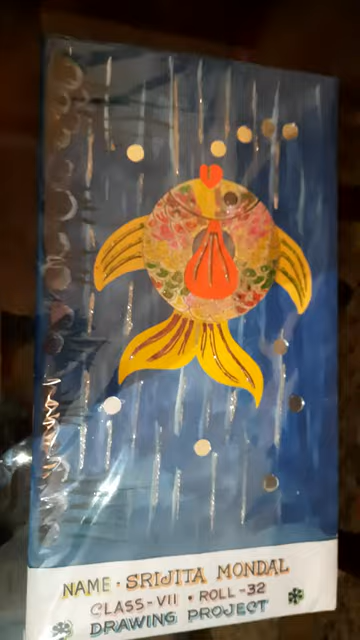 NAME · SRIJITA MONDAL
CLASS-VII • ROLL-32
DRAWING PROJECT